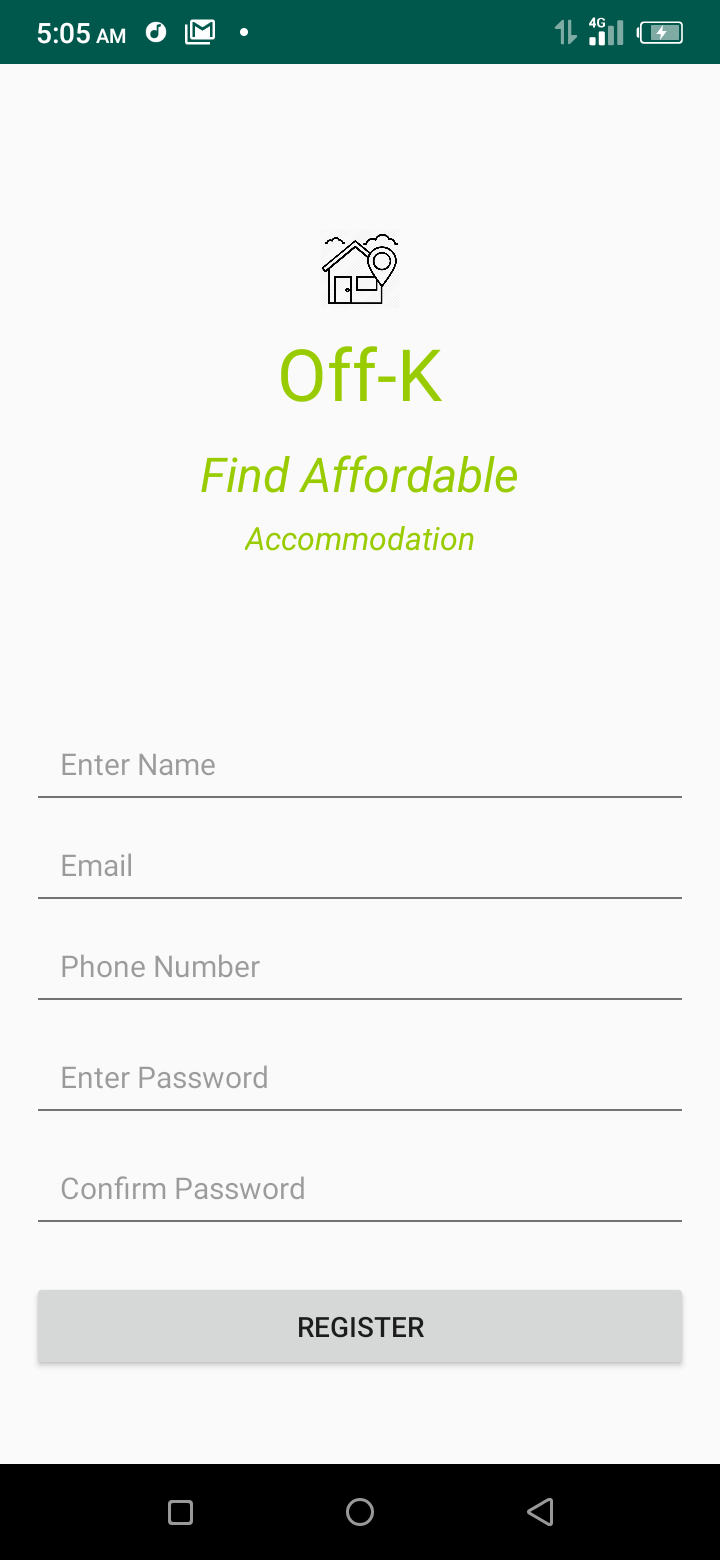 5:05 AM
4G
Off-K
Find Affordable
Accommodation
Enter Name
Email
Phone Number
Enter Password
Confirm Password
REGISTER